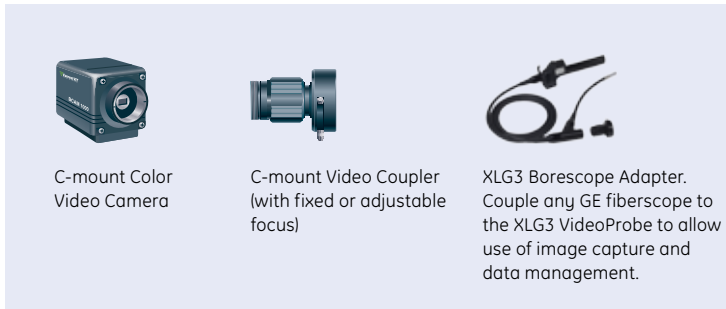 C-mount Color
Video Camera
C-mount Video Coupler
(with fixed or adjustable
focus)
XLG3 Borescope Adapter.
Couple any GE fiberscope to
the XLG3 VideoProbe to allow
use of image capture and
data management.